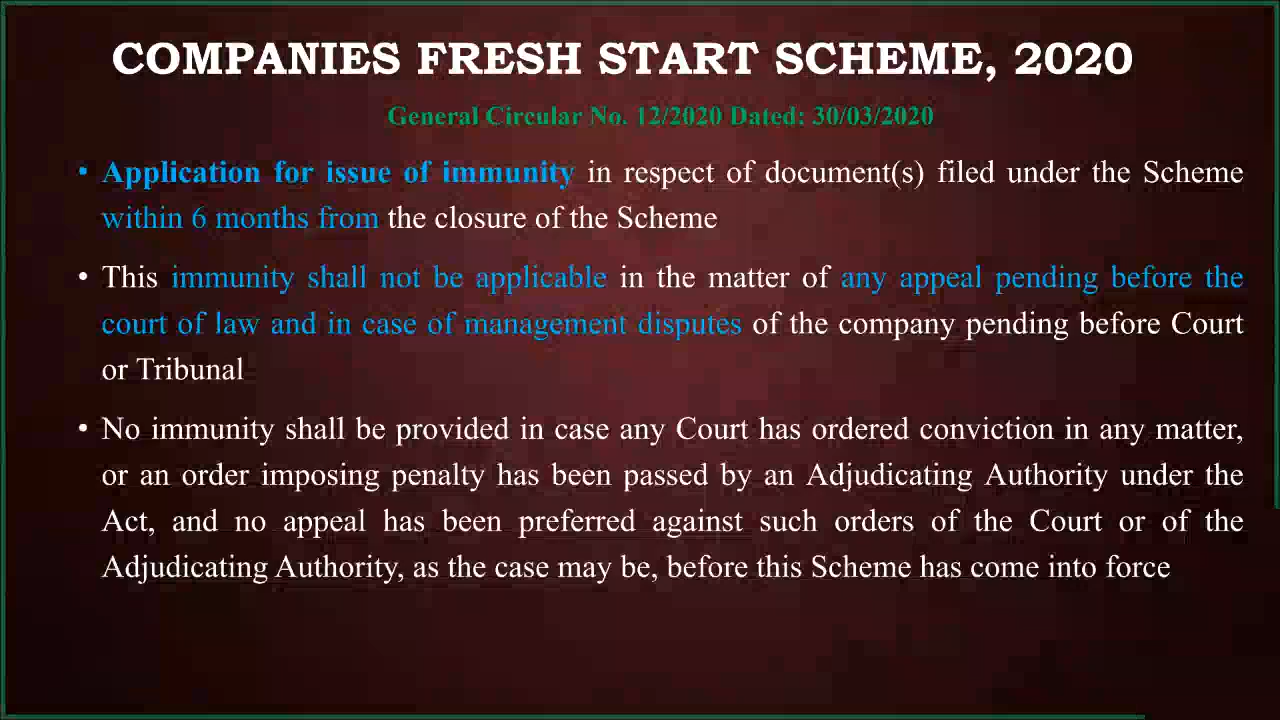 COMPANIES FRESH START SCHEME, 2020
General Circular No. 12/2020 Dated: 30/03/2020
• Application for issue of immunity in respect of document(s) filed under the Scheme
within 6 months from the closure of the Scheme
• This immunity shall not be applicable in the matter of any appeal pending before the
court of law and in case of management disputes of the company pending before Court
or Tribunal
• No immunity shall be provided in case any Court has ordered conviction in any matter,
or an order imposing penalty has been passed by an Adjudicating Authority under the
Act, and no appeal has been preferred against such orders of the Court or of the
Adjudicating Authority, as the case may be, before this Scheme has come into force